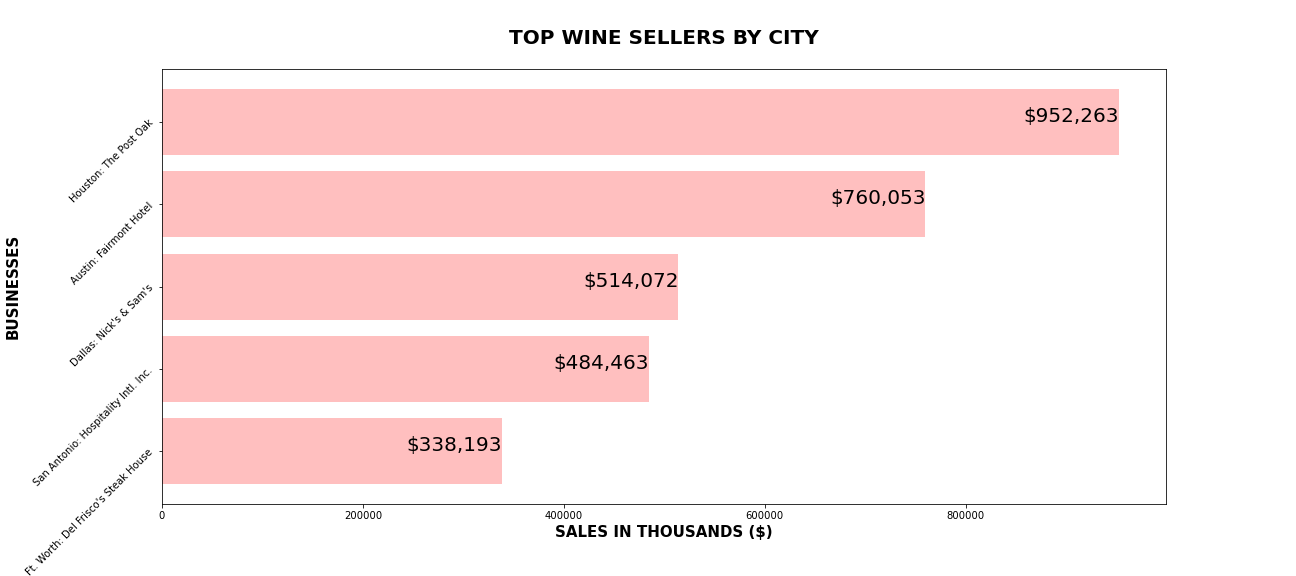 TOP WINE SELLERS BY CITY
BUSINESSES
Houston: The Post Oak
$952,263
Austin: Fairmont Hotel
$760,053
Dallas: Nick's & Sam's
$514,072
San Antonio: Hospitality Intl. Inc.
$484,463
Ft. Worth: Del Frisco's Steak House
$338,193
0 200000 400000 600000 800000
SALES IN THOUSANDS ($)